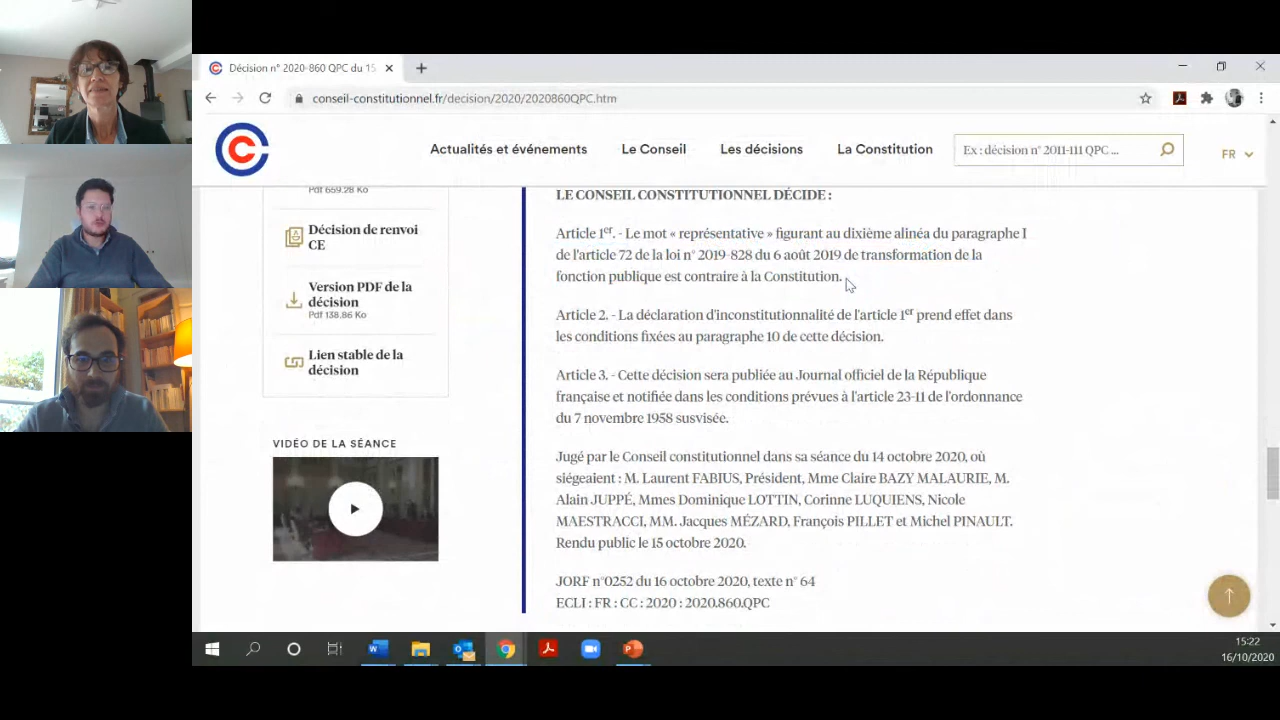 Décision n° 2020-860 QPC du 15
conseil-constitutionnel.fr/decision/2020/2020860QPC.htm
Actualités et événements Le Conseil Les décisions La Constitution Ex : décision n° 2011-111 QPC ... FR
Pdf 659.28 Ko
Décision de renvoi
CE
Version PDF de la
décision
Pdf 138.86 Ko
Lien stable de la
décision
VIDÉO DE LA SÉANCE
LE CONSEIL CONSTITUTIONNEL DÉCIDE :
Article 1er. - Le mot « représentative » figurant au dixième alinéa du paragraphe I
de l'article 72 de la loi n° 2019-828 du 6 août 2019 de transformation de la
fonction publique est contraire à la Constitution.
Article 2. - La déclaration d'inconstitutionnalité de l'article 1er prend effet dans
les conditions fixées au paragraphe 10 de cette décision.
Article 3. - Cette décision sera publiée au Journal officiel de la République
française et notifiée dans les conditions prévues à l'article 23-11 de l'ordonnance
du 7 novembre 1958 susvisée.
Jugé par le Conseil constitutionnel dans sa séance du 14 octobre 2020, où
siégeaient : M. Laurent FABIUS, Président, Mme Claire BAZY MALAURIE, M.
Alain JUPPÉ, Mmes Dominique LOTTIN, Corinne LUQUIENS, Nicole
MAESTRACCI, MM. Jacques MÉZARD, François PILLET et Michel PINAULT.
Rendu public le 15 octobre 2020.
JORF n°0252 du 16 octobre 2020, texte n° 64
ECLI : FR : CC : 2020 : 2020.860.QPC
15:22
16/10/2020